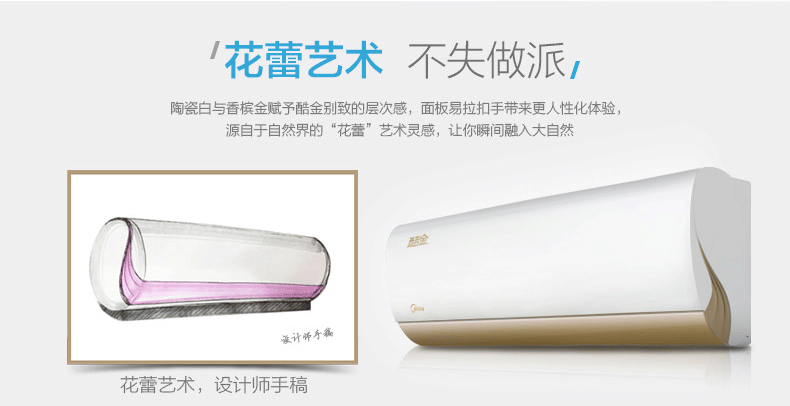 花蕾艺术 不失做派
陶瓷白与香槟金赋予酷金别致的层次感，面板易拉扣手带来更人性化体验，
源自于自然界的“花蕾”艺术灵感，让你瞬间融入大自然
酷金
Midea
设计师手稿
花蕾艺术，设计师手稿